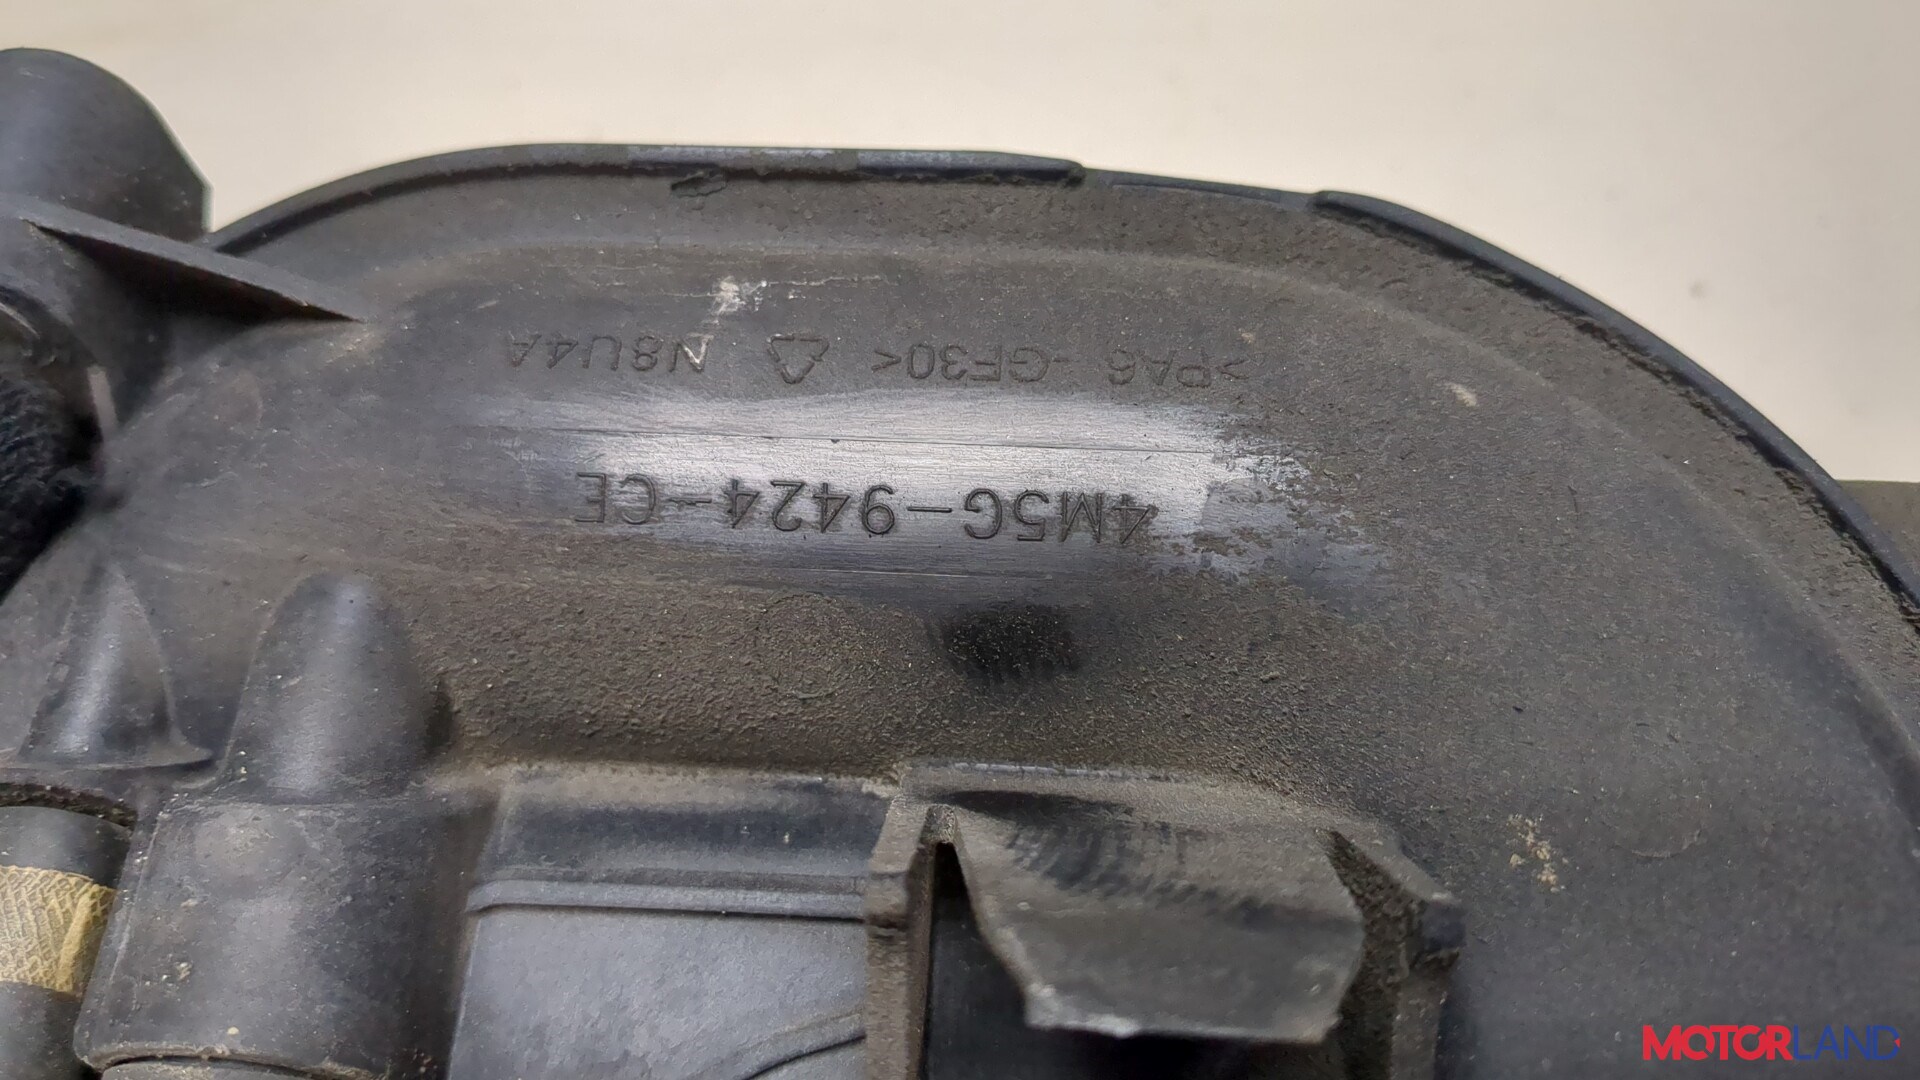 4M5G-9424-CE
>PA6-GF30< N8U4A
MOTORLAND